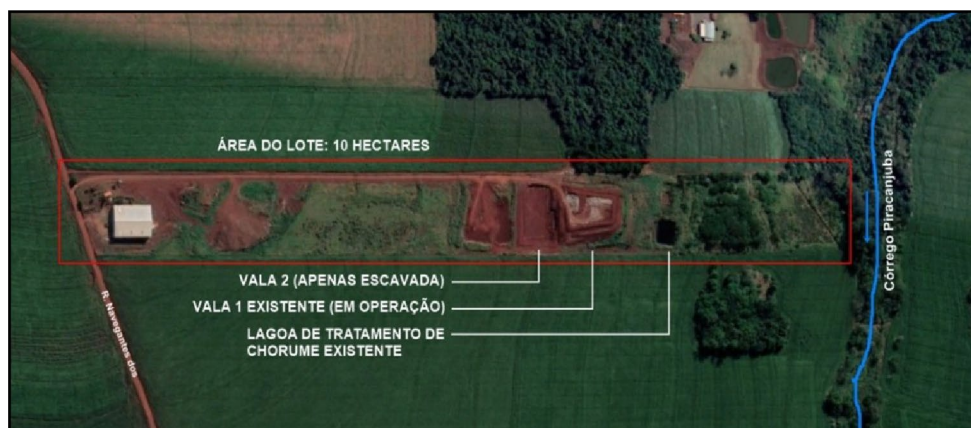 ÁREA DO LOTE: 10 HECTARES
VALA 2 (APENAS ESCAVADA)
VALA 1 EXISTENTE (EM OPERAÇÃO)
LAGOA DE TRATAMENTO DE
CHORUME EXISTENTE
R. Navegantes dos
Córrego Piracanjuba